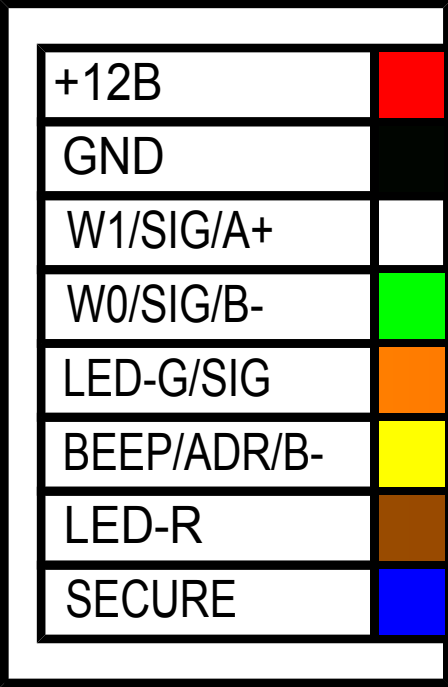 +12B
GND
W1/SIG/A+
W0/SIG/B-
LED-G/SIG
BEEP/ADR/B-
LED-R
SECURE